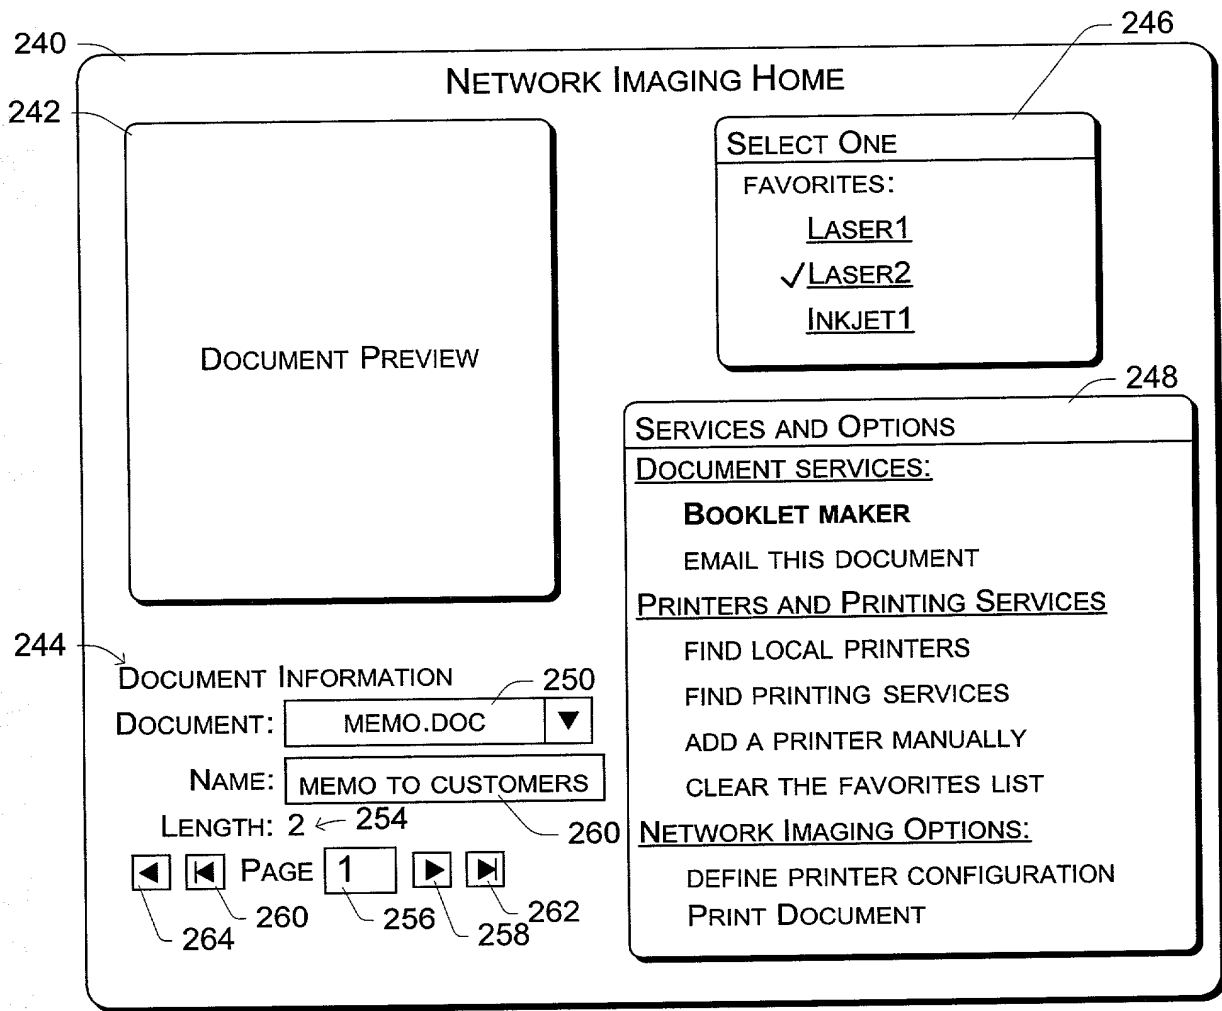 246
240
NETWORK IMAGING HOME
242
SELECT ONE
FAVORITES:
LASER1
✓LASER2
INKJET1
DOCUMENT PREVIEW
248
SERVICES AND OPTIONS
DOCUMENT SERVICES:
BOOKLET MAKER
EMAIL THIS DOCUMENT
PRINTERS AND PRINTING SERVICES
FIND LOCAL PRINTERS
FIND PRINTING SERVICES
ADD A PRINTER MANUALLY
CLEAR THE FAVORITES LIST
NETWORK IMAGING OPTIONS:
DEFINE PRINTER CONFIGURATION
PRINT DOCUMENT
244
DOCUMENT INFORMATION
250
DOCUMENT: MEMO.DOC
NAME: MEMO TO CUSTOMERS
LENGTH: 2 254
260
PAGE 1
264 260 256 258 262